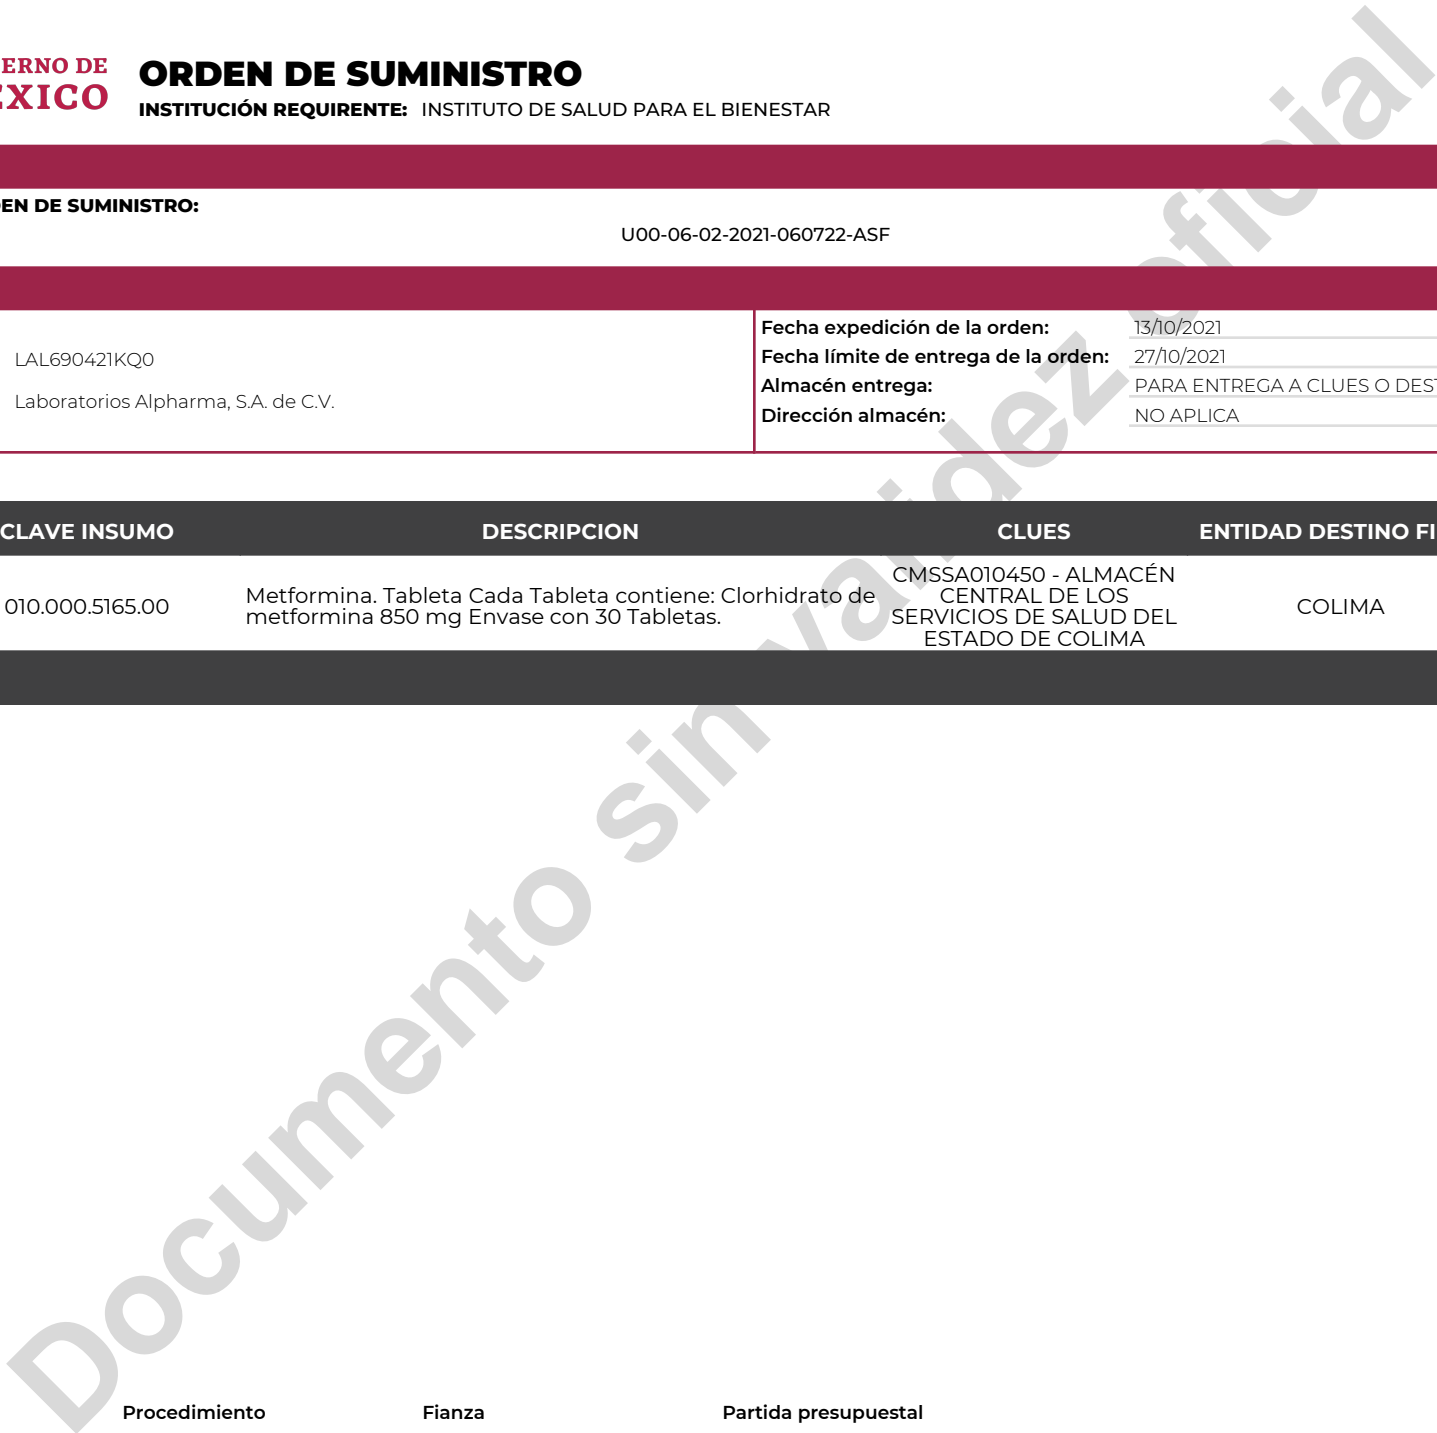 ERNO DE
ÉXICO
ORDEN DE SUMINISTRO
INSTITUCIÓN REQUIRENTE: INSTITUTO DE SALUD PARA EL BIENESTAR
EN DE SUMINISTRO:
U00-06-02-2021-060722-ASF
LAL690421KQ0
Laboratorios Alpharma, S.A. de C.V.
Fecha expedición de la orden: 13/10/2021
Fecha límite de entrega de la orden: 27/10/2021
Almacén entrega: PARA ENTREGA A CLUES O DEST
Dirección almacén: NO APLICA
CLAVE INSUMO DESCRIPCION CLUES ENTIDAD DESTINO FI
010.000.5165.00
Metformina. Tableta Cada Tableta contiene: Clorhidrato de
metformina 850 mg Envase con 30 Tabletas.
CMSSA010450 - ALMACÉN
CENTRAL DE LOS
SERVICIOS DE SALUD DEL
ESTADO DE COLIMA
COLIMA
Documento sin validez oficial
Procedimiento Fianza Partida presupuestal